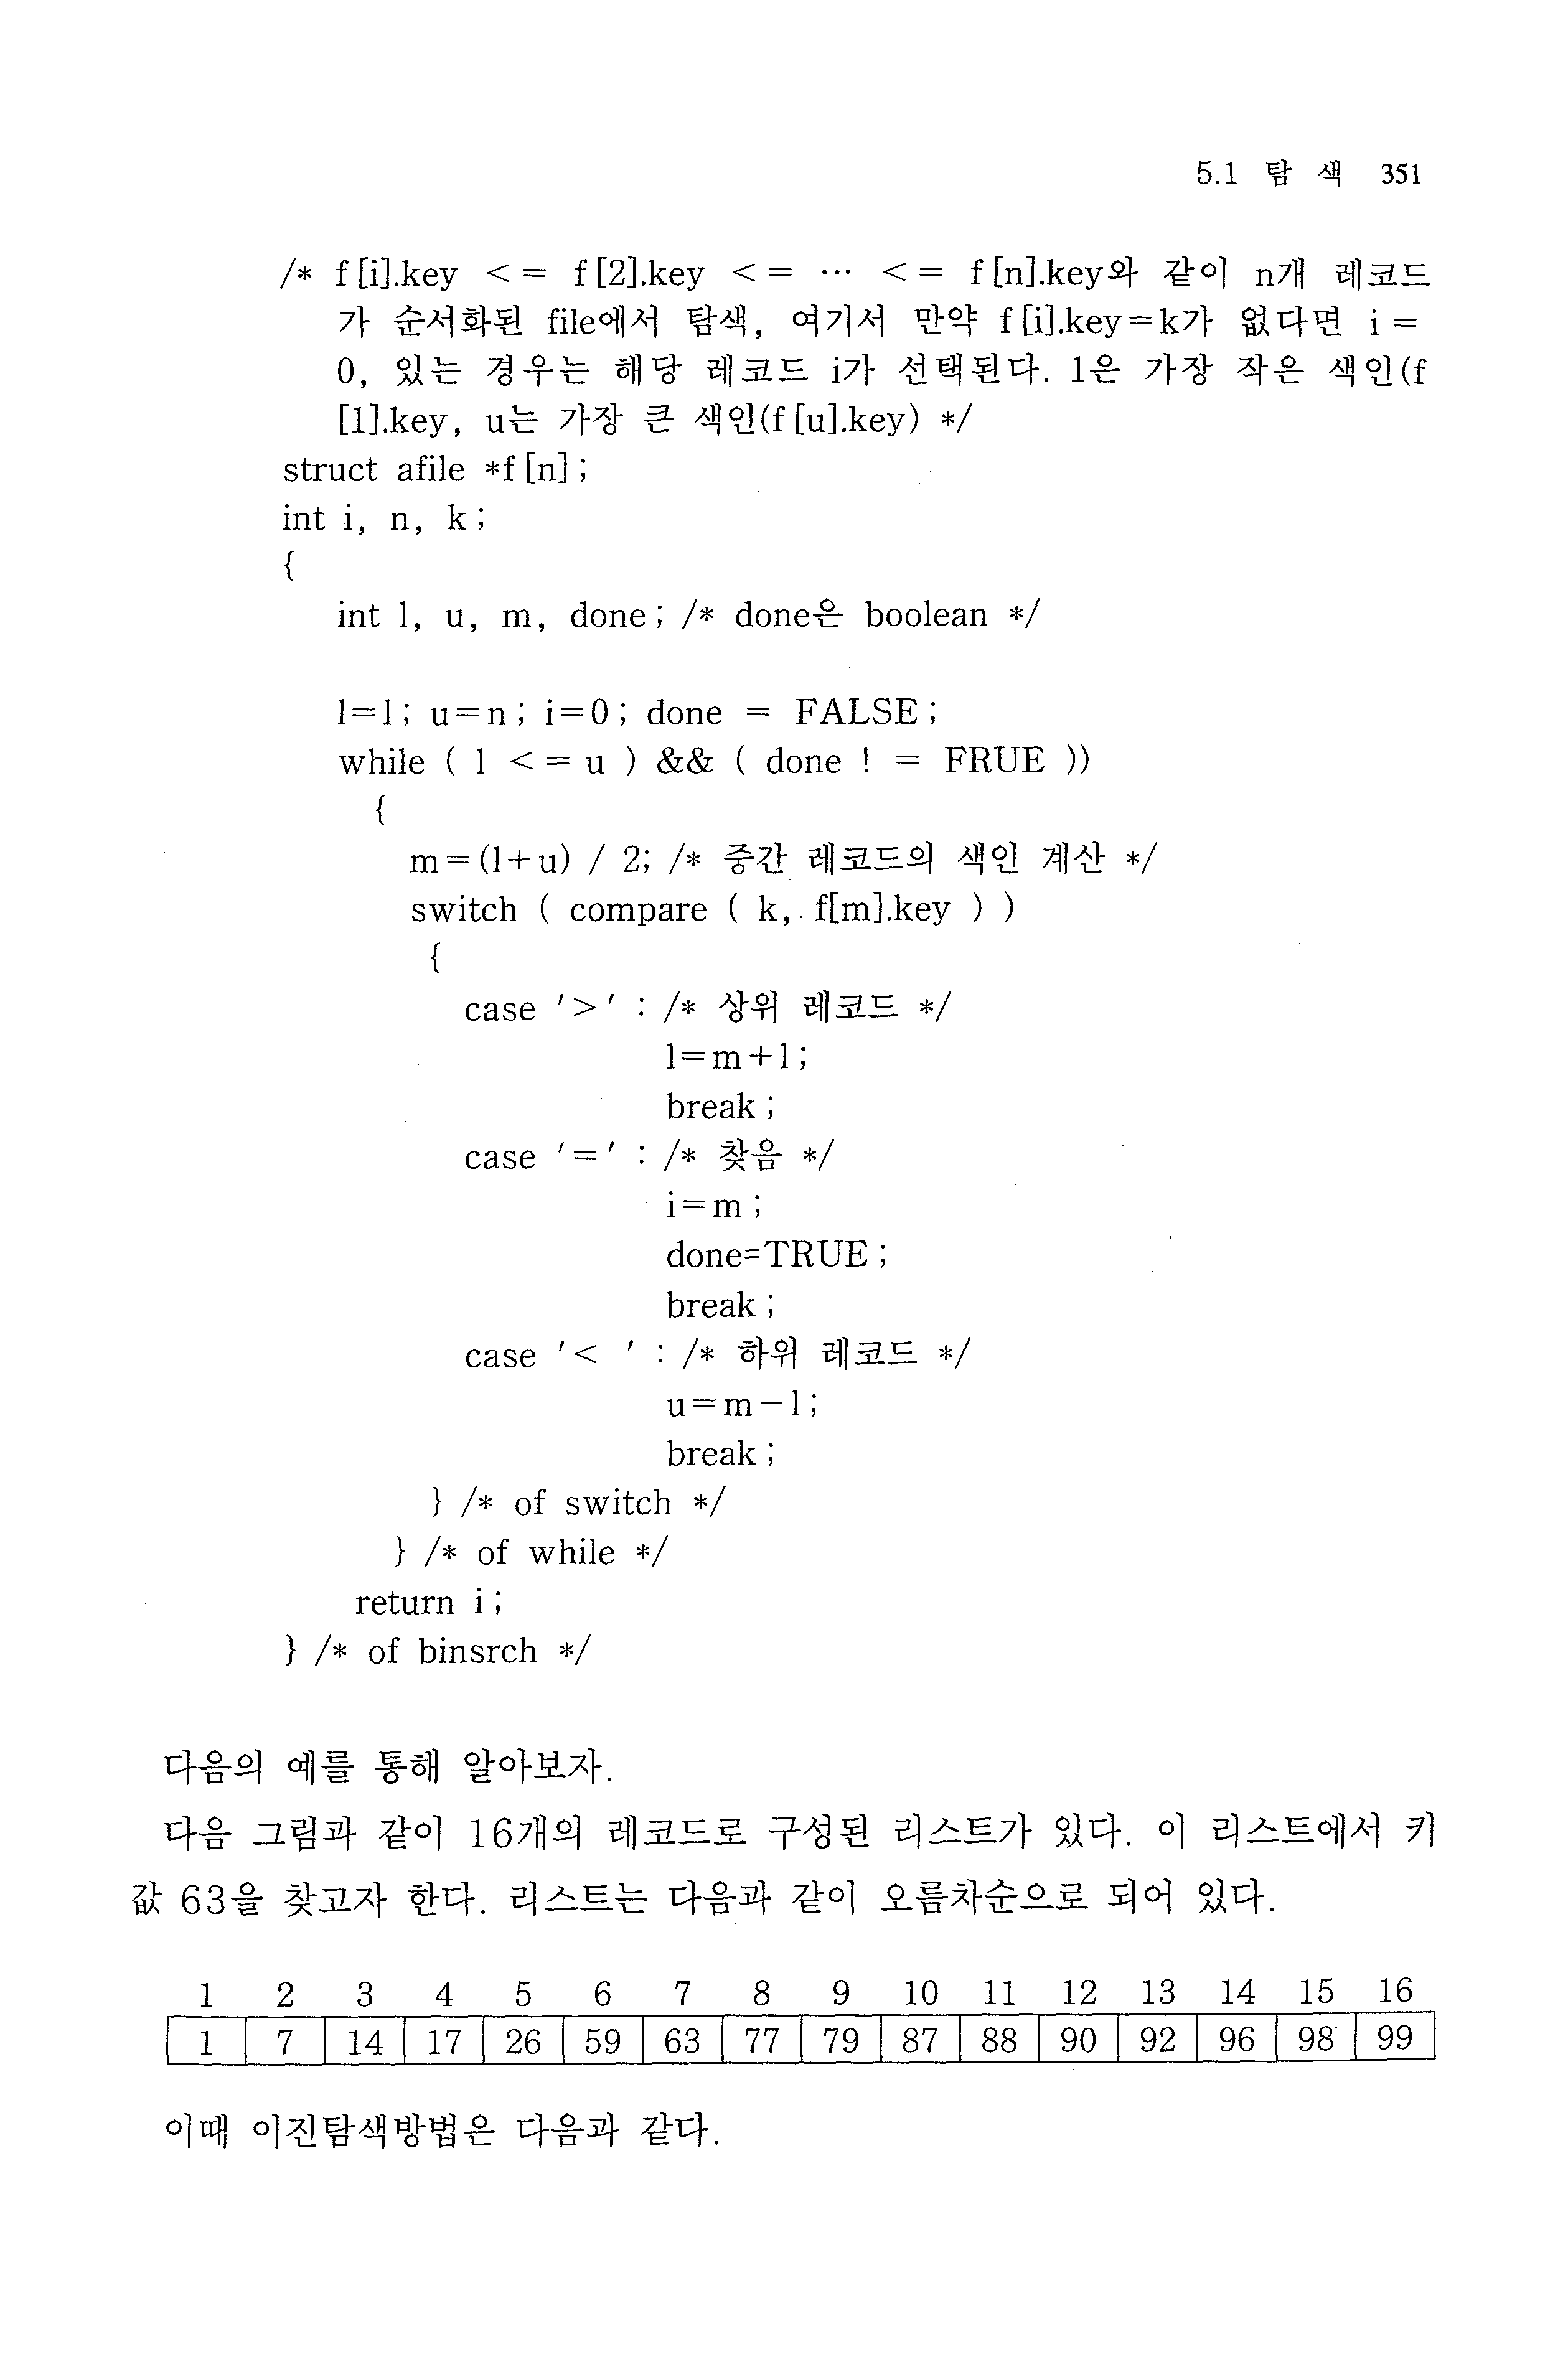 5.1 탐 색 351
/* f [i].key < = f [2].key < = ··· < = f [n].key와 같이 n개 레코드
가 순서화된 file에서 탐색, 여기서 만약 f [i].key=k가 없다면 i =
0, 있는 경우는 해당 레코드 i가 선택된다. l은 가장 작은 색인(f
[1].key, u는 가장 큰 색인(f [u].key) */
struct afile *f [n] ;
int i, n, k ;
{
int l, u, m, done ; /* done은 boolean */
l=1 ; u=n ; i=0 ; done = FALSE ;
while ( l < = u ) && ( done ! = FRUE ))
{
m=(l+u) / 2; /* 중간 레코드의 색인 계산 */
switch ( compare ( k, f[m].key ) )
{
case '>' : /* 상위 레코드 */
l=m+1 ;
break ;
case '=' : /* 찾음 */
i=m ;
done=TRUE ;
break ;
case '< ' : /* 하위 레코드 */
u=m-1 ;
break ;
} /* of switch */
} /* of while */
return i ;
} /* of binsrch */
다음의 예를 통해 알아보자.
다음 그림과 같이 16개의 레코드로 구성된 리스트가 있다. 이 리스트에서 키
값 63을 찾고자 한다. 리스트는 다음과 같이 오름차순으로 되어 있다.
1 2 3 4 5 6 7 8 9 10 11 12 13 14 15 16
1 7 14 17 26 59 63 77 79 87 88 90 92 96 98 99
이때 이진탐색방법은 다음과 같다.